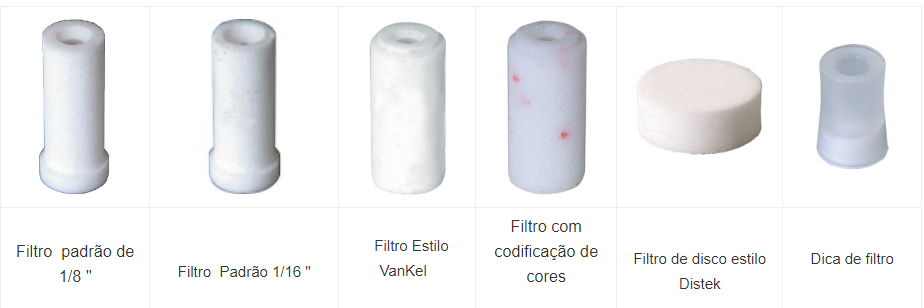 Filtro padrão de
1/8 "
Filtro Padrão 1/16 "
Filtro Estilo
VanKel
Filtro com
codificação de
cores
Filtro de disco estilo
Distek
Dica de filtro